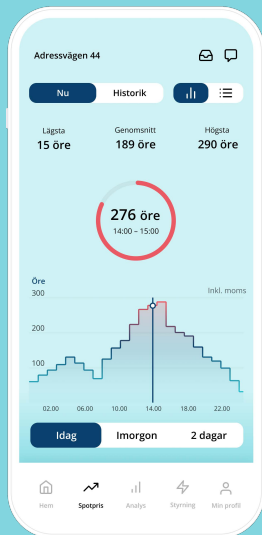 Adressvägen 44
Nu Historik
Lägsta Genomsnitt Högsta
15 öre 189 öre 290 öre
276 öre
14:00 – 15:00
Öre
Inkl. moms
300
200
100
02.00 06.00 10.00 14.00 18.00 22.00
Idag Imorgon 2 dagar
Hem Spotpris Analys Styrning Min profil